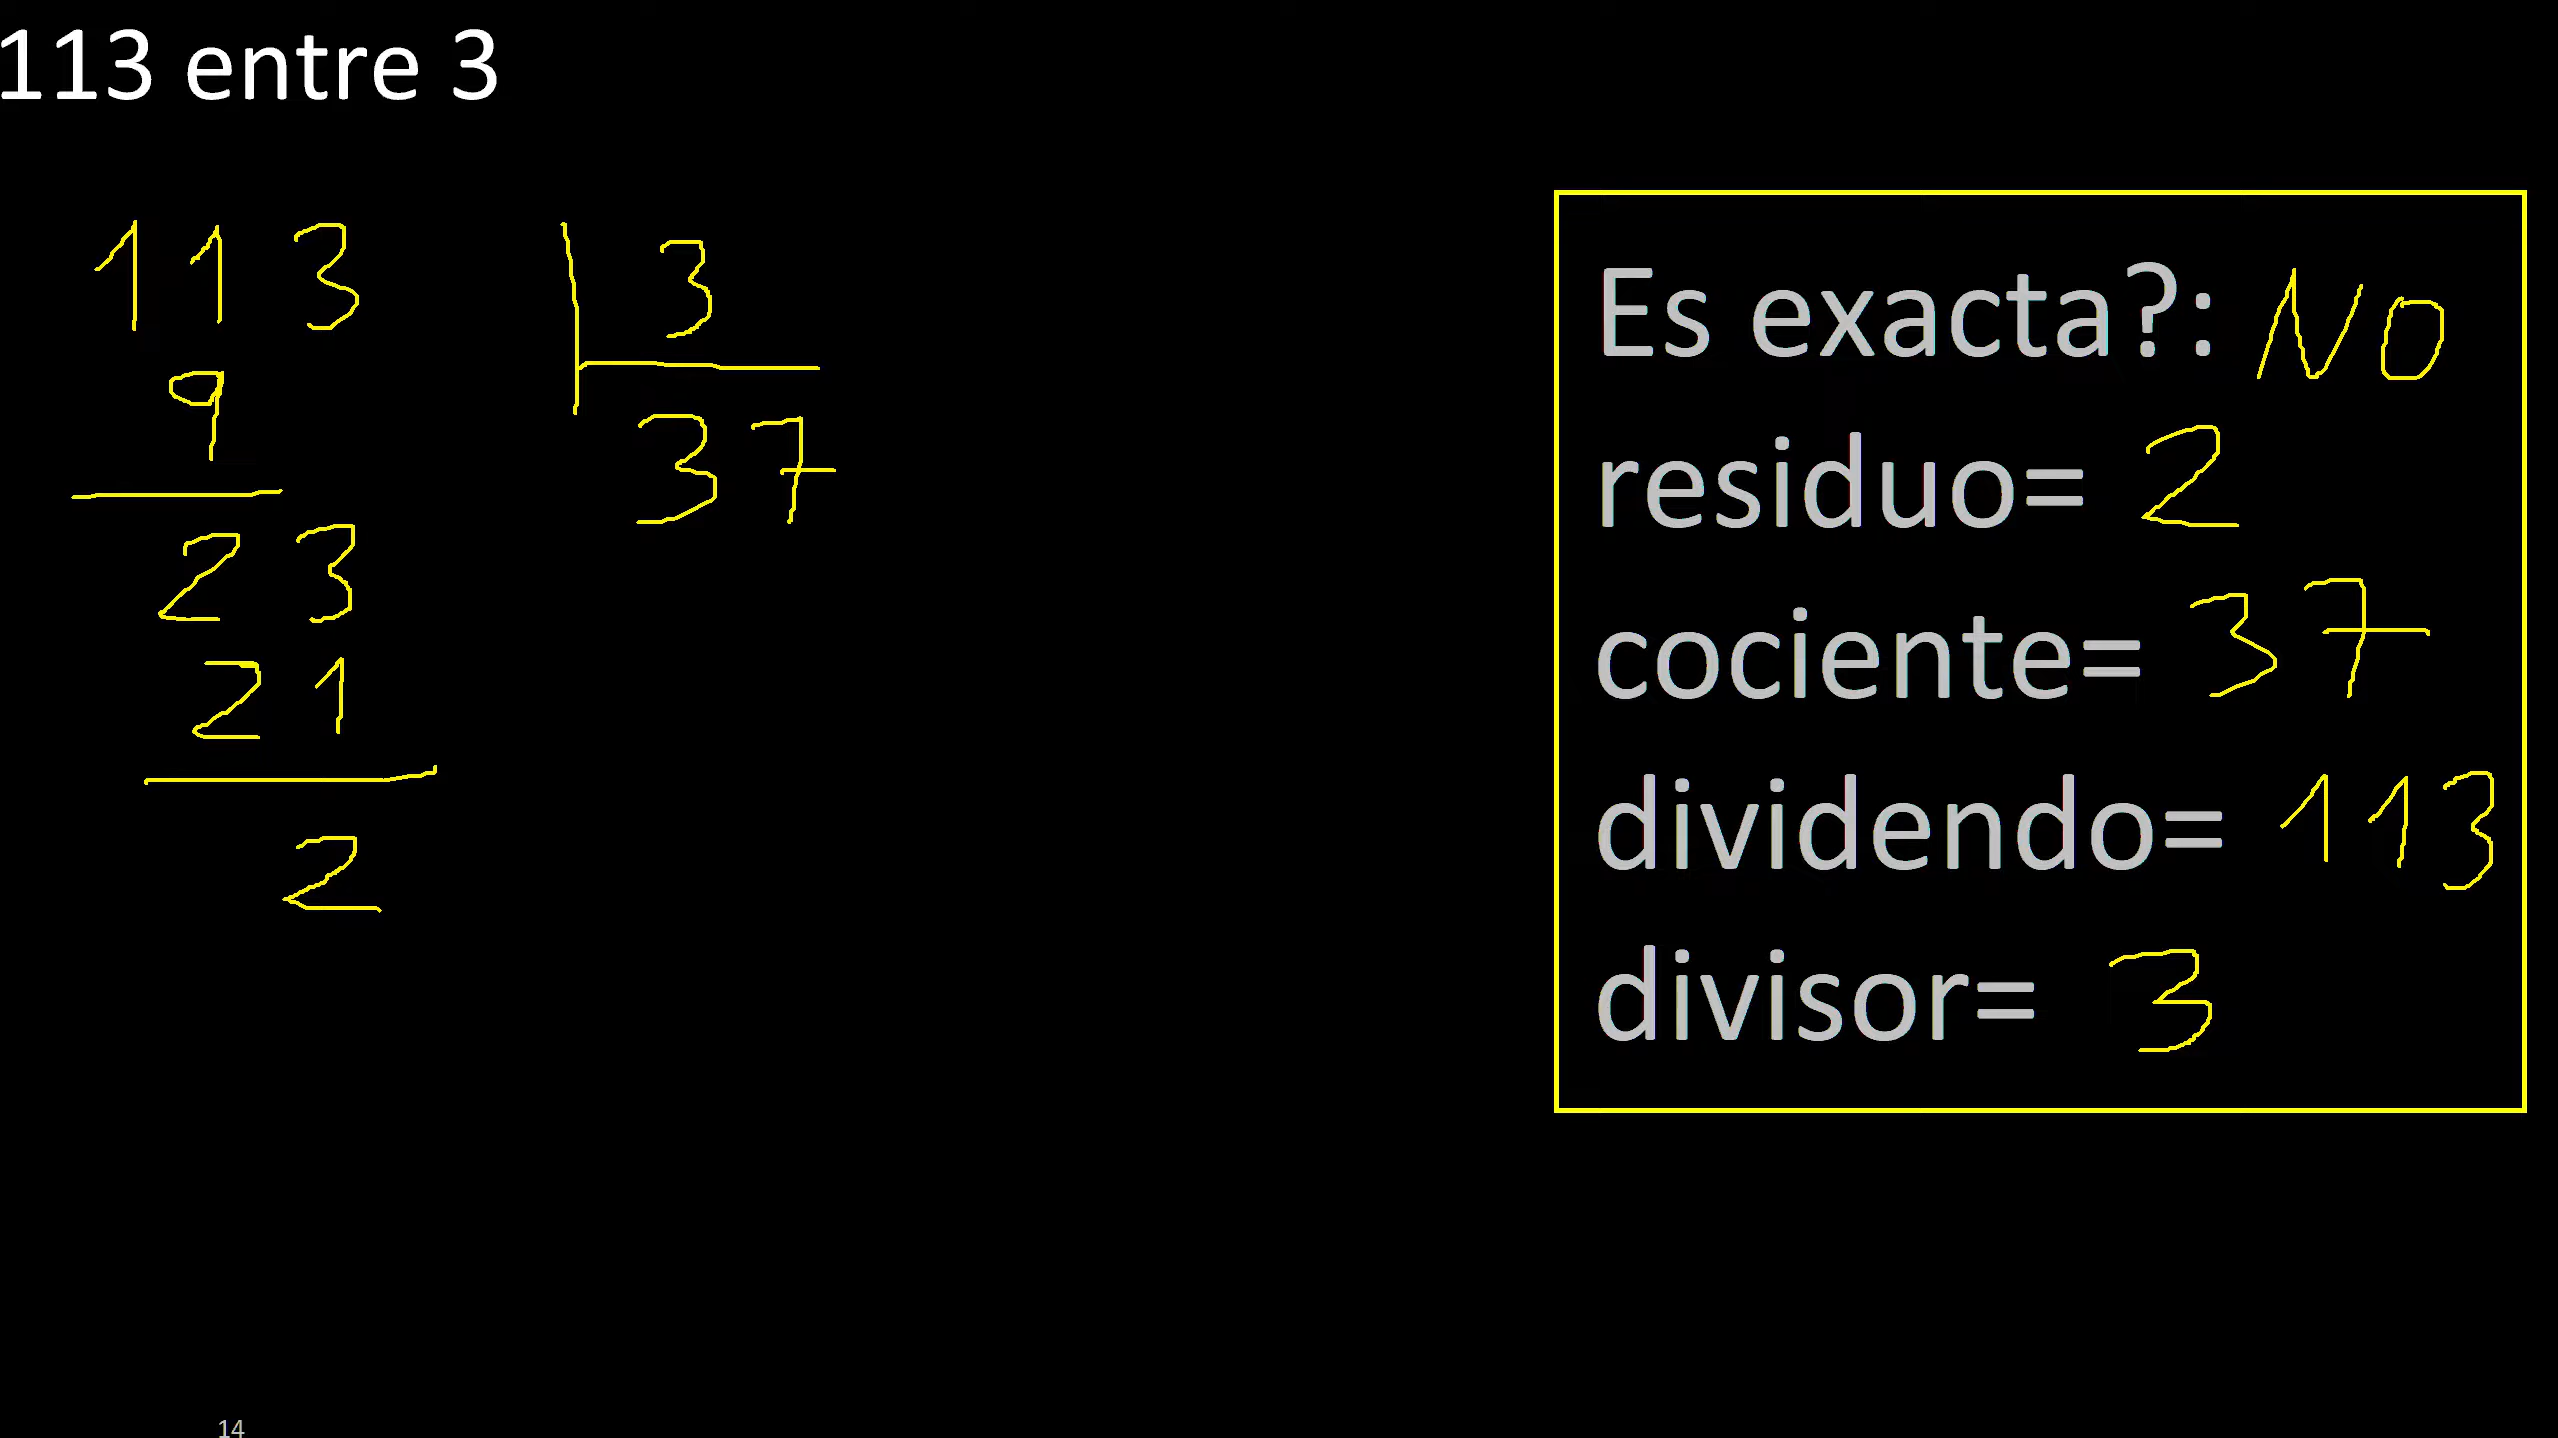 113 entre 3
113 3
9 37
23
21
2
Es exacta?: NO
residuo= 2
cociente= 37
dividendo= 113
divisor= 3
14